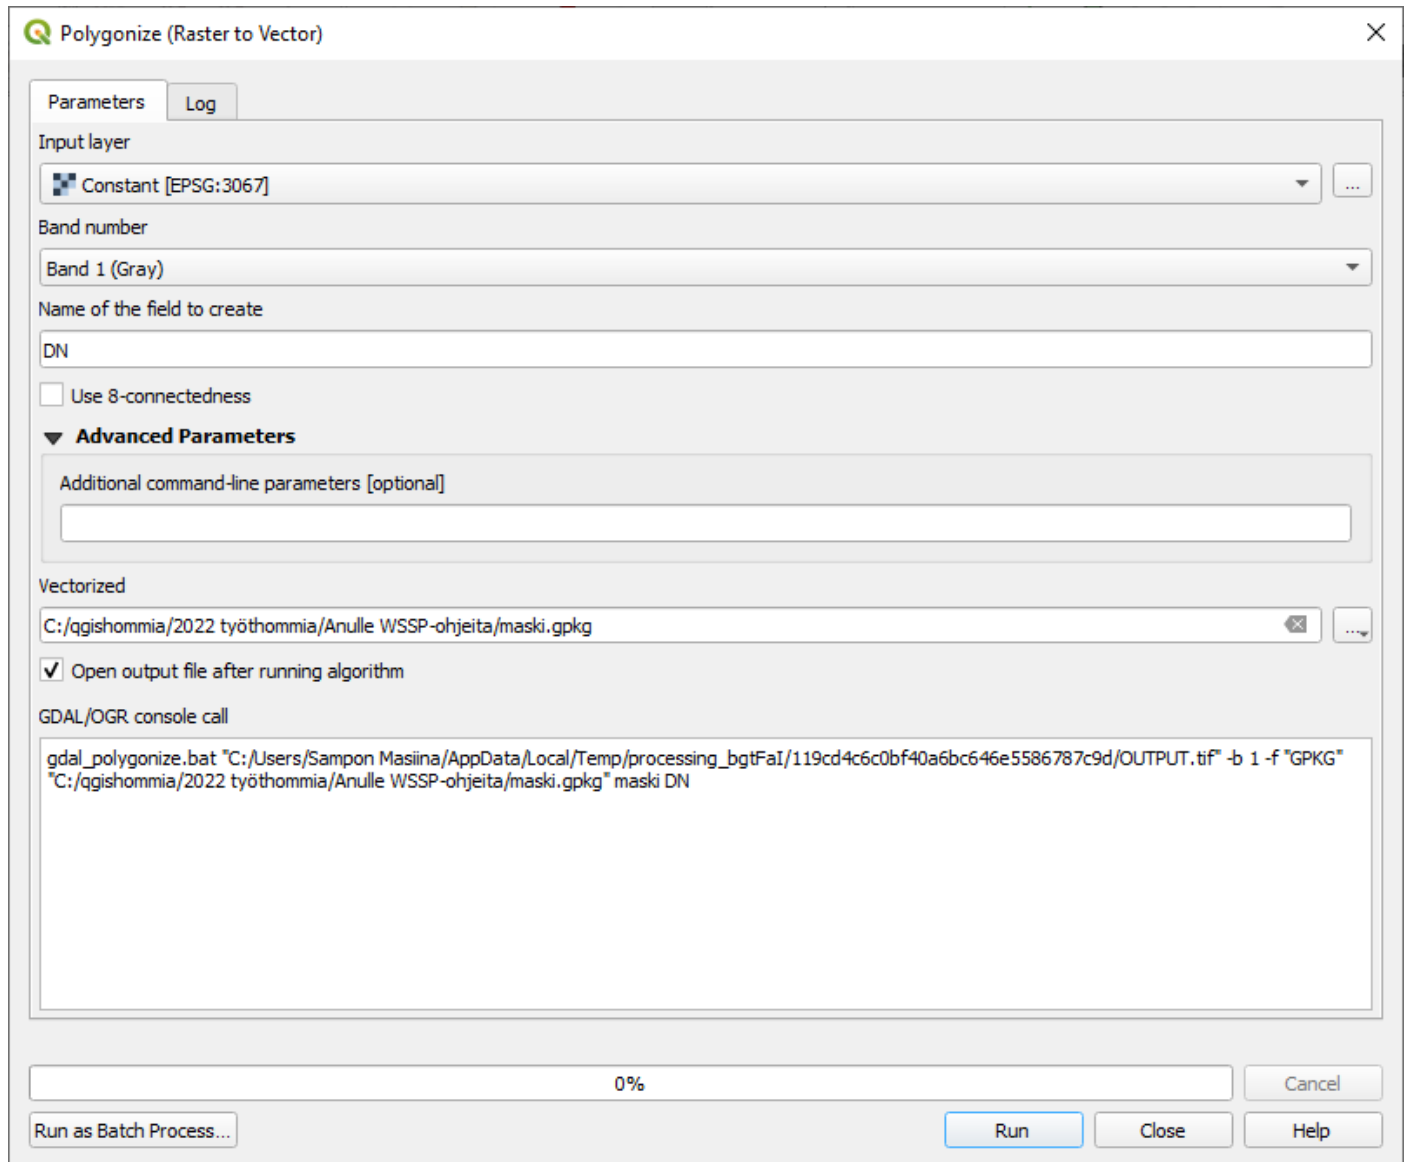 Polygonize (Raster to Vector)
Parameters
Log
Input layer
Constant [EPSG:3067]
...
Band number
Band 1 (Gray)
Name of the field to create
DN
Use 8-connectedness
Advanced Parameters
Additional command-line parameters [optional]
Vectorized
C:/qgishommia/2022 työthommia/Anulle WSSP-ohjeita/maski.gpkg
...
Open output file after running algorithm
GDAL/OGR console call
gdal_polygonize.bat "C:/Users/Sampon Masiina/AppData/Local/Temp/processing_bgtFaI/119cd4c6c0bf40a6bc646e5586787c9d/OUTPUT.tif" -b 1 -f "GPKG"
"C:/qgishommia/2022 työthommia/Anulle WSSP-ohjeita/maski.gpkg" maski DN
0%
Cancel
Run as Batch Process...
Run
Close
Help